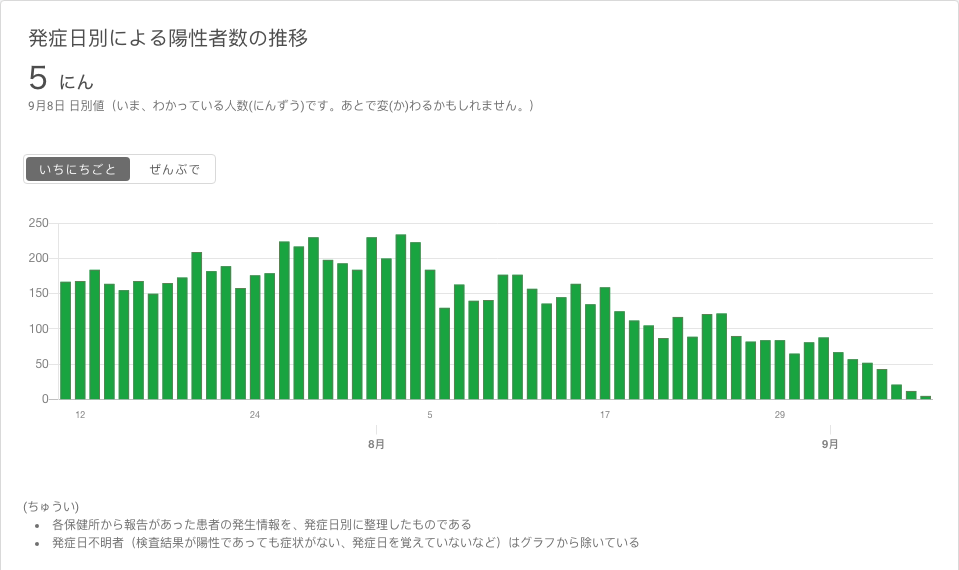 発症日別による陽性者数の推移
5 にん
9月8日 日別値（いま、わかっている人数(にんずう)です。あとで変(か)わるかもしれません。）
いちにちごと ぜんぶで
250
200
150
100
50
0
12 24 5 17 29
8月 9月
(ちゅうい)
• 各保健所から報告があった患者の発生情報を、発症日別に整理したものである
• 発症日不明者（検査結果が陽性であっても症状がない、発症日を覚えていないなど）はグラフから除いている